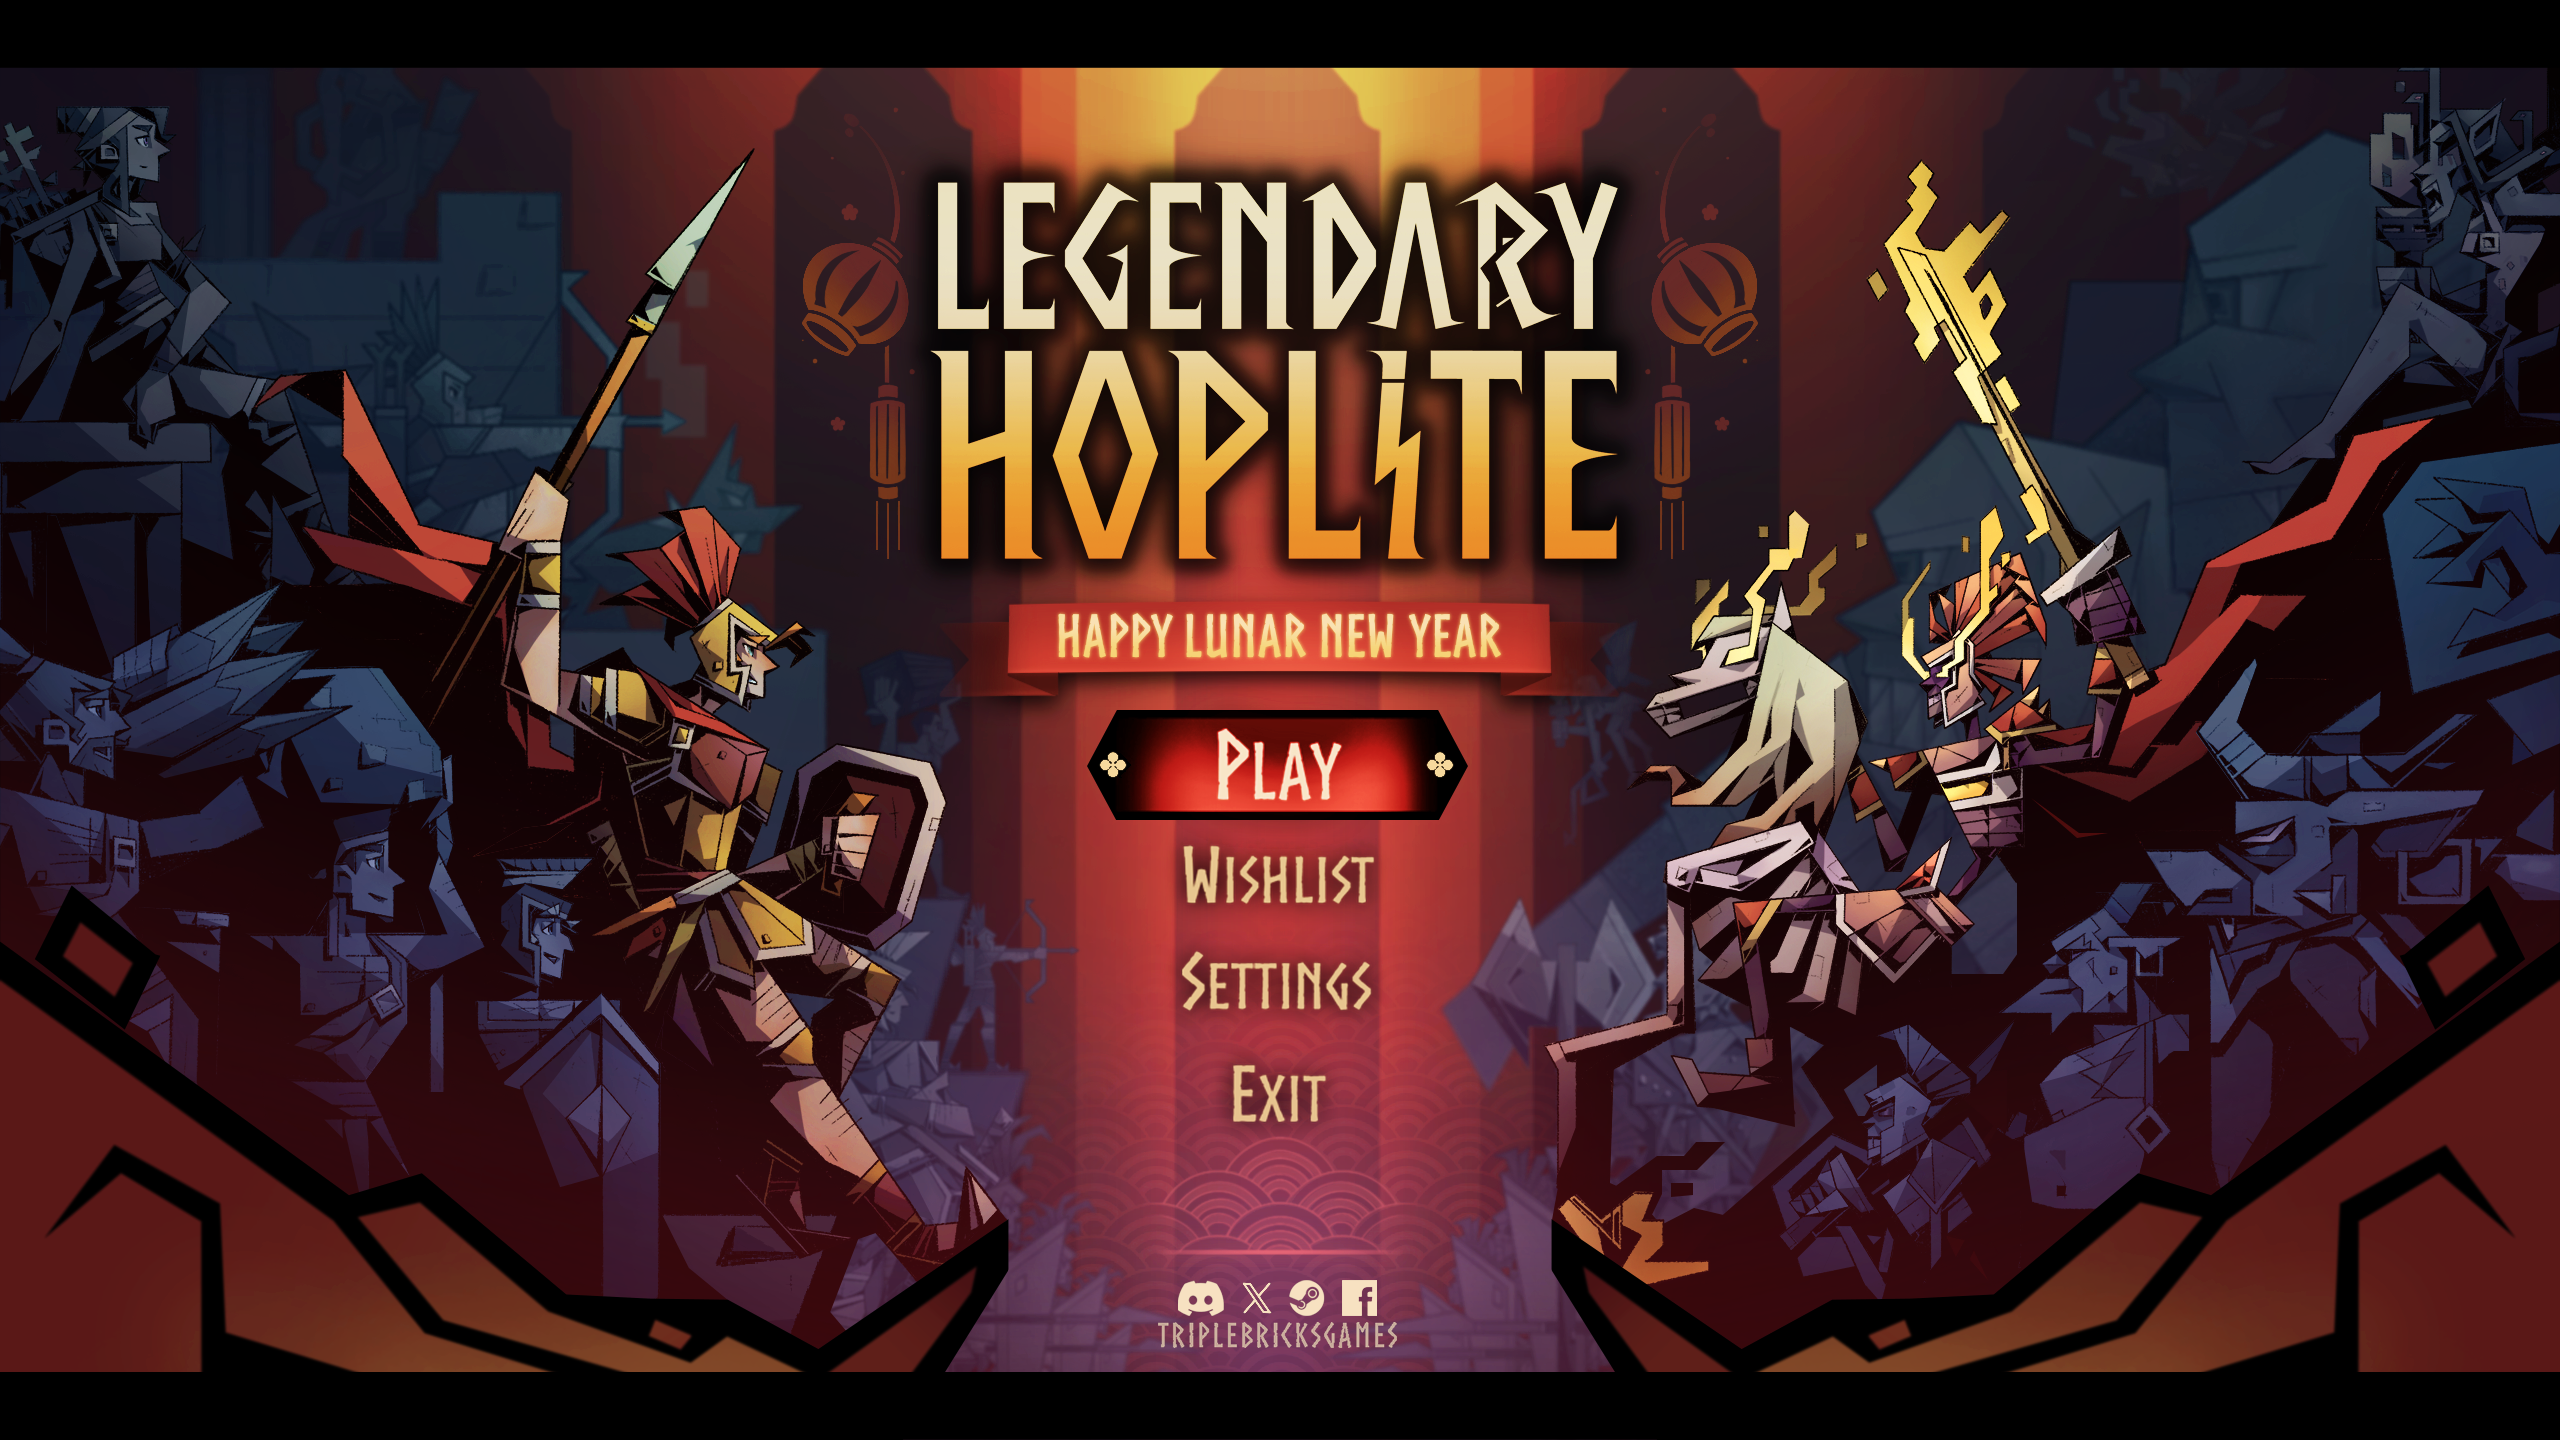 LEGENDARY
HOPLITE
HAPPY LUNAR NEW YEAR
PLAY
WISHLIST
SETTINGS
EXIT
TRIPLEBRICKSGAMES